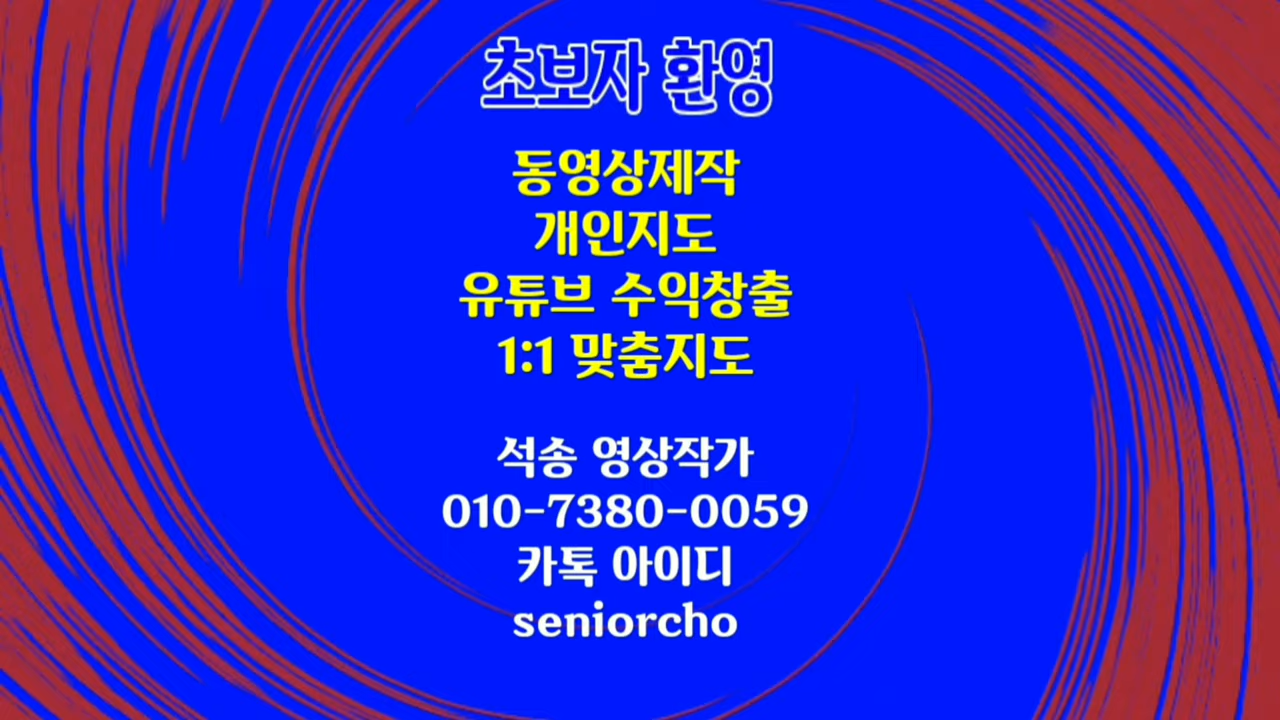 초보자 환영
동영상제작
개인지도
유튜브 수익창출
1:1 맞춤지도
석송 영상작가
010-7380-0059
카톡 아이디
seniorcho